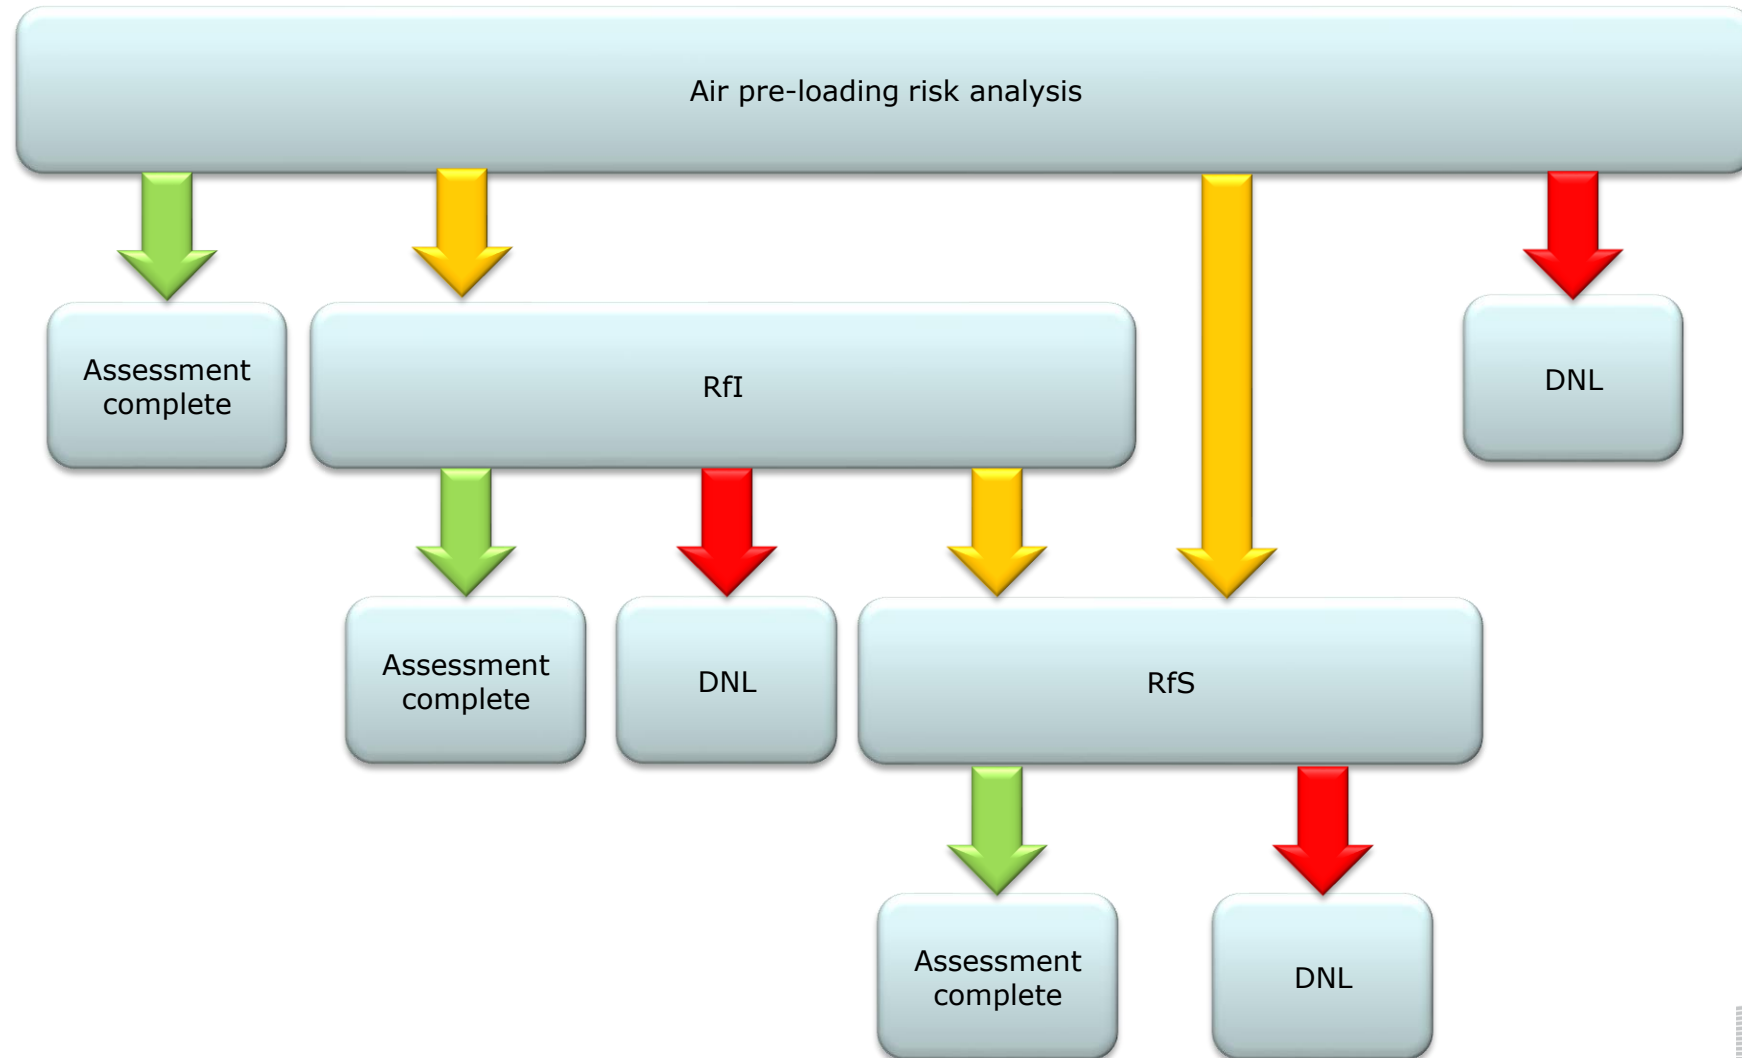 Air pre-loading risk analysis
Assessment
complete
RfI
DNL
Assessment
complete
DNL
RfS
Assessment
complete
DNL